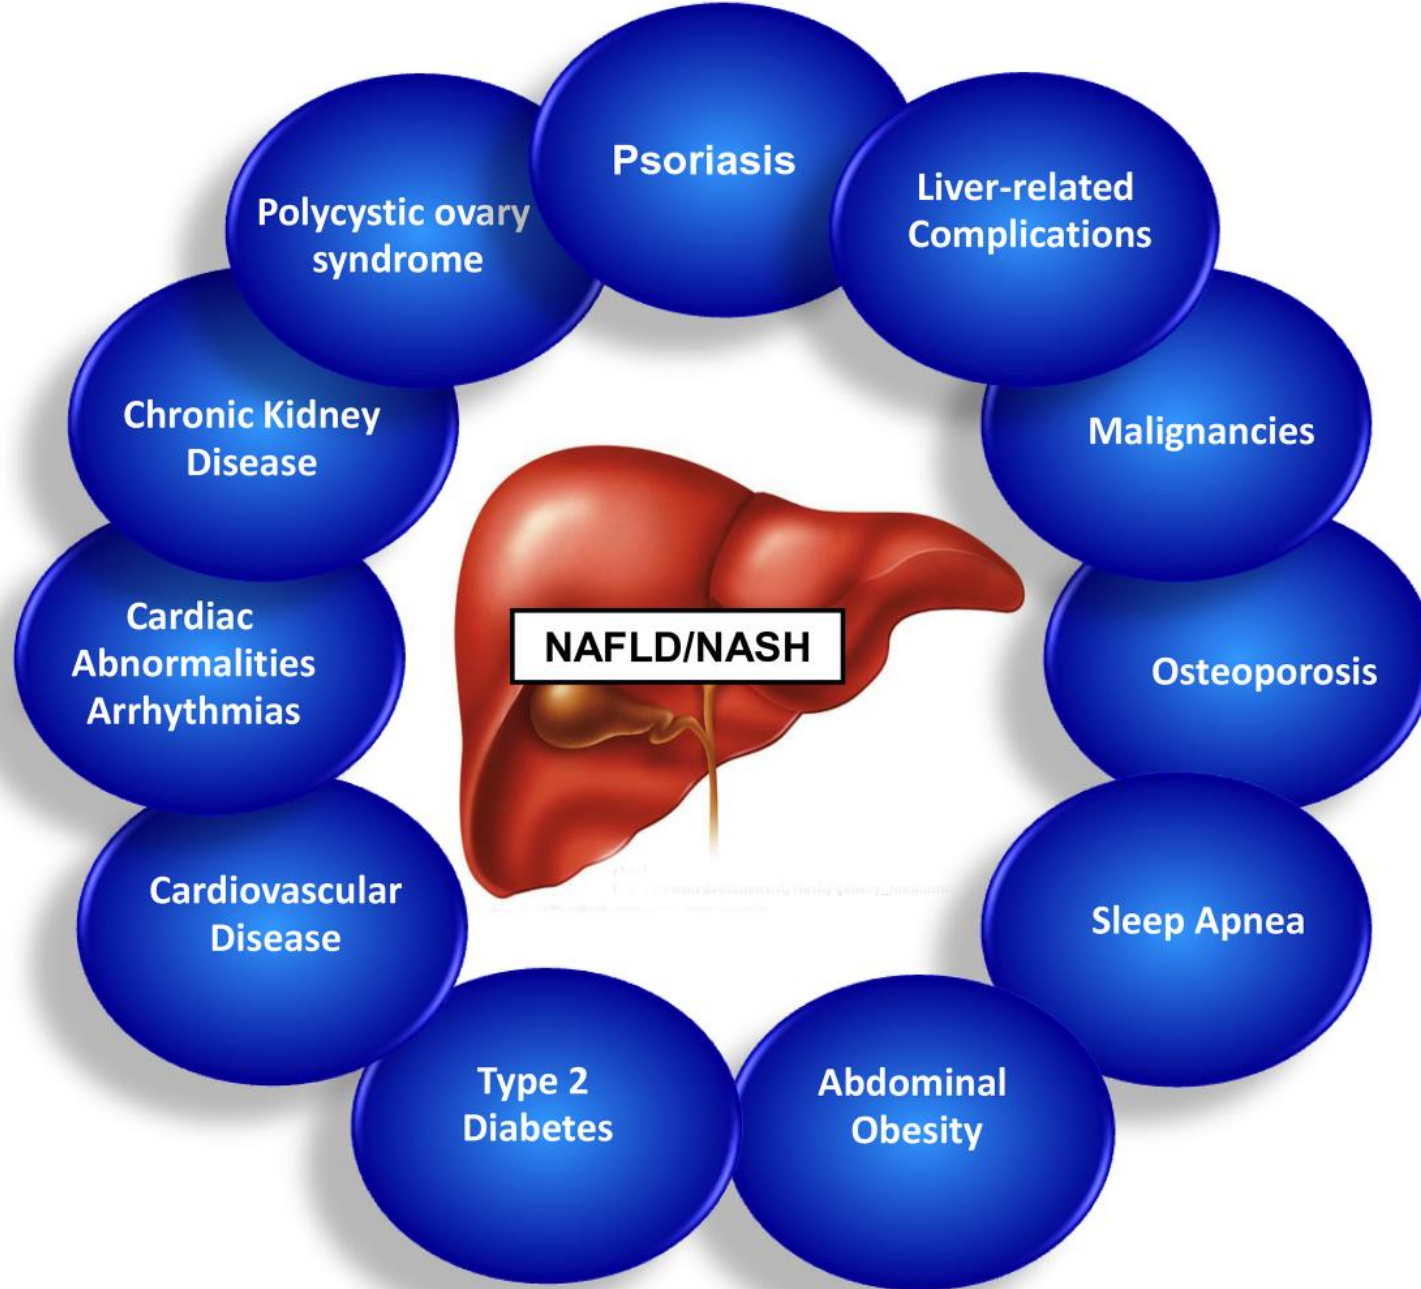 Psoriasis
Liver-related
Complications
Malignancies
Osteoporosis
Sleep Apnea
Abdominal
Obesity
Type 2
Diabetes
Cardiovascular
Disease
Cardiac
Abnormalities
Arrhythmias
Chronic Kidney
Disease
Polycystic ovary
syndrome
NAFLD/NASH